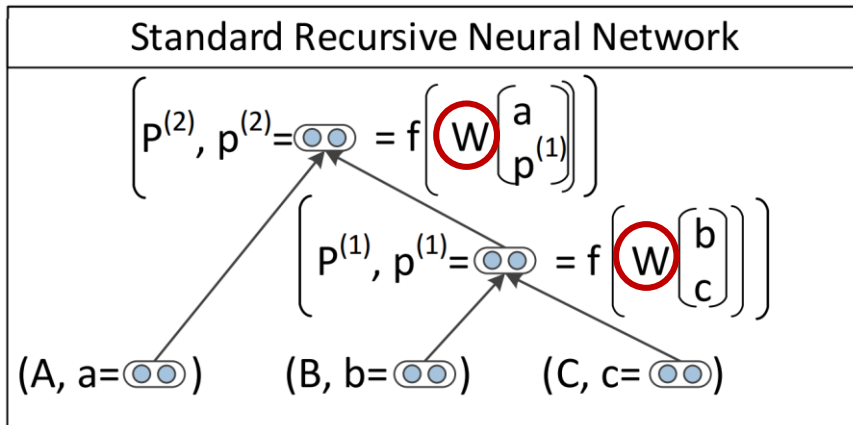 Standard Recursive Neural Network
P(2), p(2)= = f( W [ a p(1) ] )
P(1), p(1)= = f( W [ b c ] )
(A, a= ) (B, b= ) (C, c= )